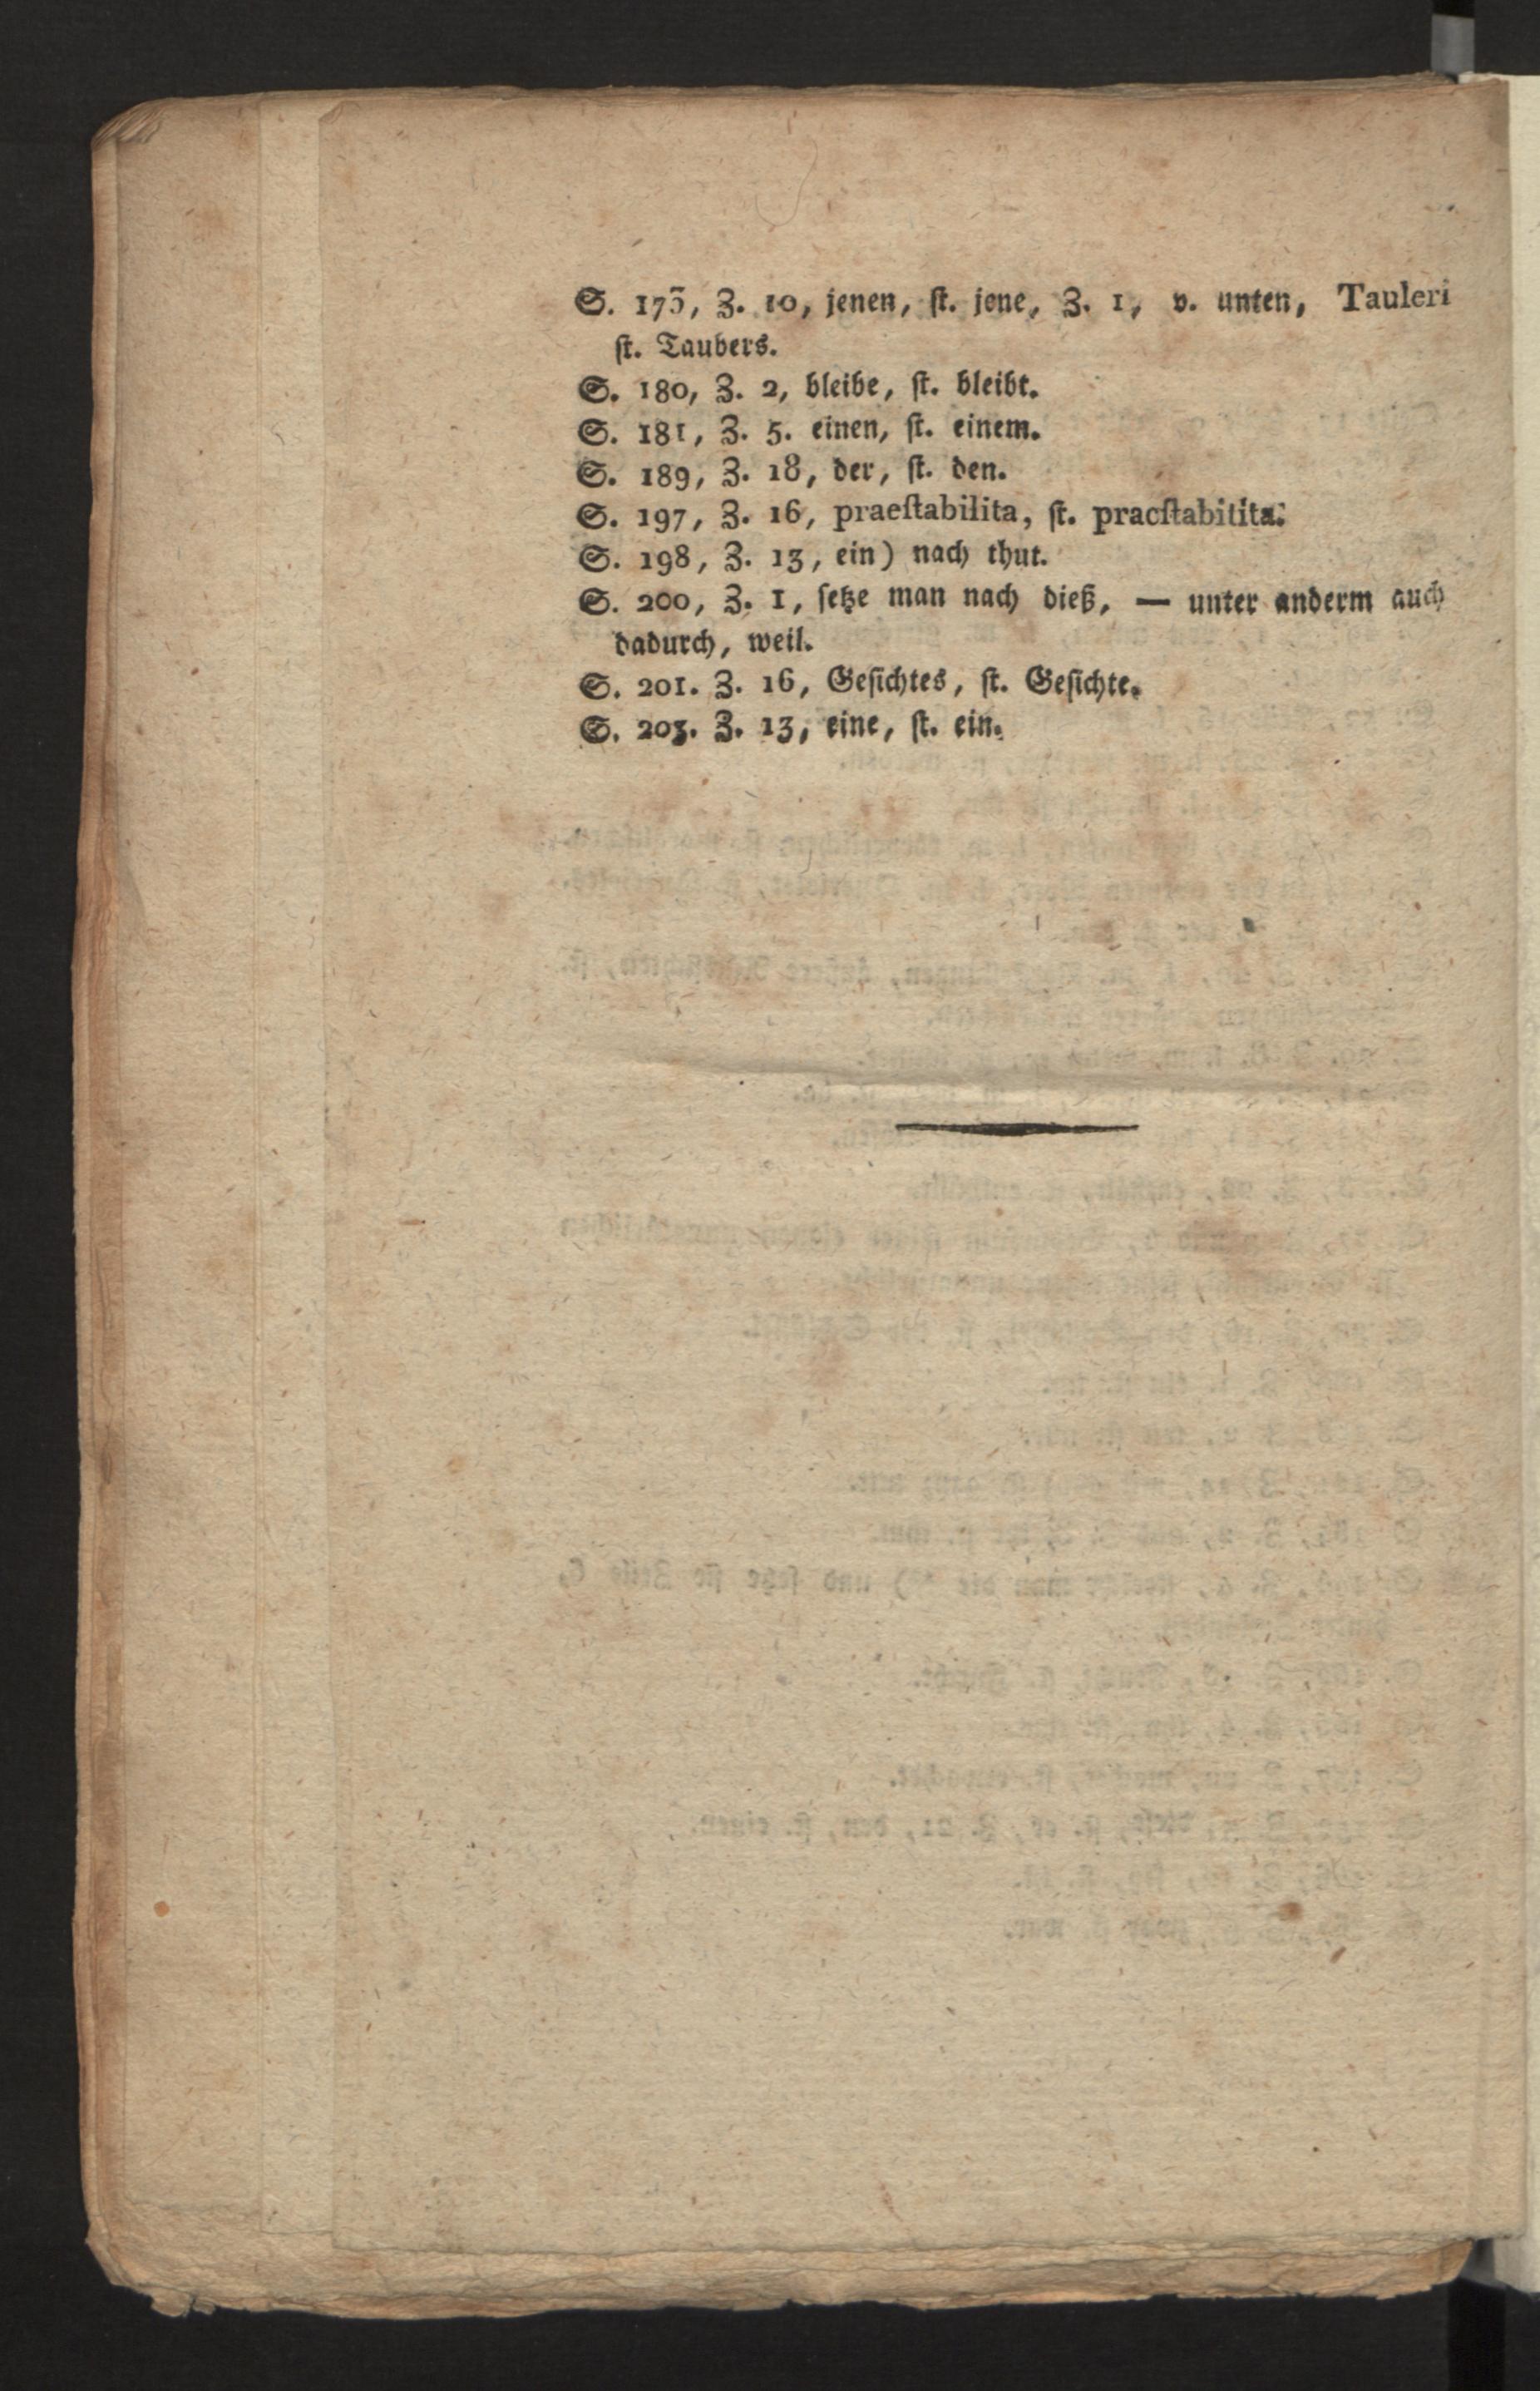 S. 175, Z. 10, jenen, ſt. jene, Z. 1, v. unten, Tauleri
ſt. Taubers.
S. 180, Z. 2, bleibe, ſt. bleibt.
S. 181, Z. 5. einen, ſt. einem.
S. 189, Z. 18, der, ſt. den.
S. 197, Z. 16, praeſtabilita, ſt. pracſtabilita.
S. 198, Z. 13, ein) nach thut.
S. 200, Z. 1, ſetze man nach dieß, — unter anderm auch
dadurch, weil.
S. 201. Z. 16, Geſichtes, ſt. Geſichte.
S. 203. Z. 13, eine, ſt. ein.